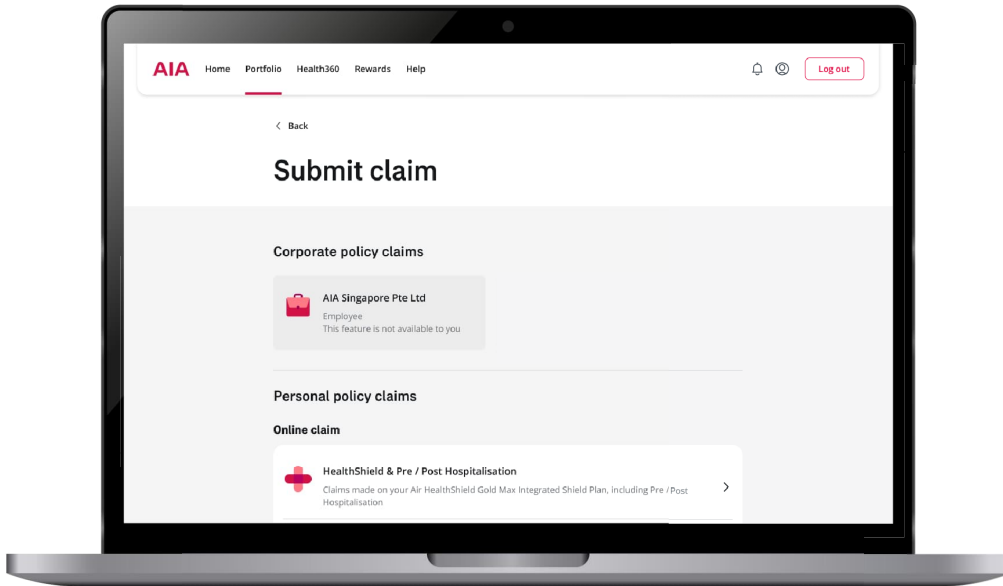 AIA Home Portfolio Health360 Rewards Help Log out
Back
Submit claim
Corporate policy claims
AIA Singapore Pte Ltd
Employee
This feature is not available to you
Personal policy claims
Online claim
HealthShield & Pre / Post Hospitalisation
Claims made on your Air HealthShield Gold Max Integrated Shield Plan, including Pre / Post
Hospitalisation